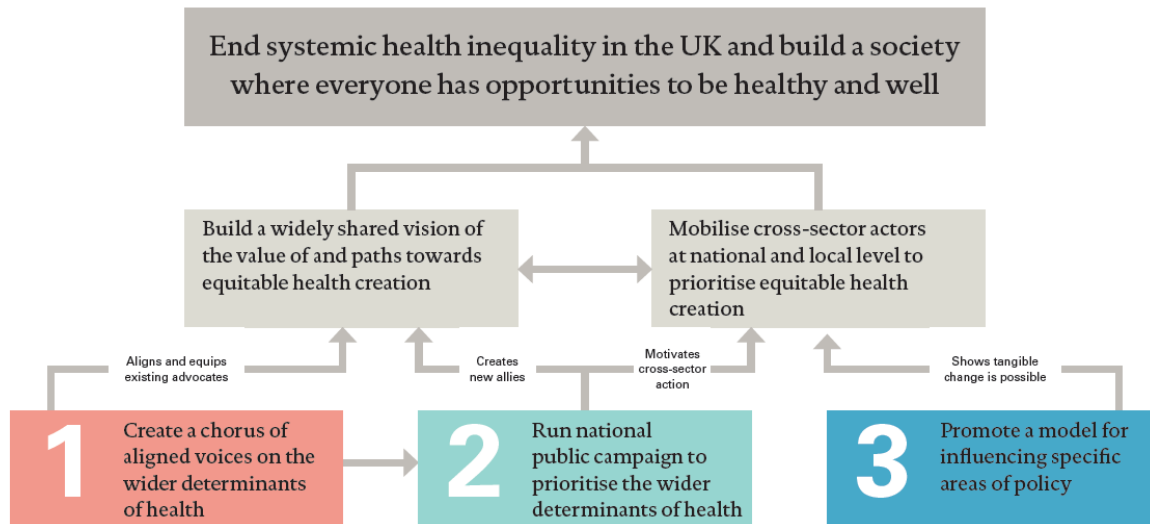 End systemic health inequality in the UK and build a society
where everyone has opportunities to be healthy and well
Build a widely shared vision of
the value of and paths towards
equitable health creation
Mobilise cross-sector actors
at national and local level to
prioritise equitable health
creation
Aligns and equips
existing advocates
Creates
new allies
Motivates
cross-sector
action
Shows tangible
change is possible
1
Create a chorus of
aligned voices on the
wider determinants
of health
2
Run national
public campaign to
prioritise the wider
determinants of health
3
Promote a model for
influencing specific
areas of policy